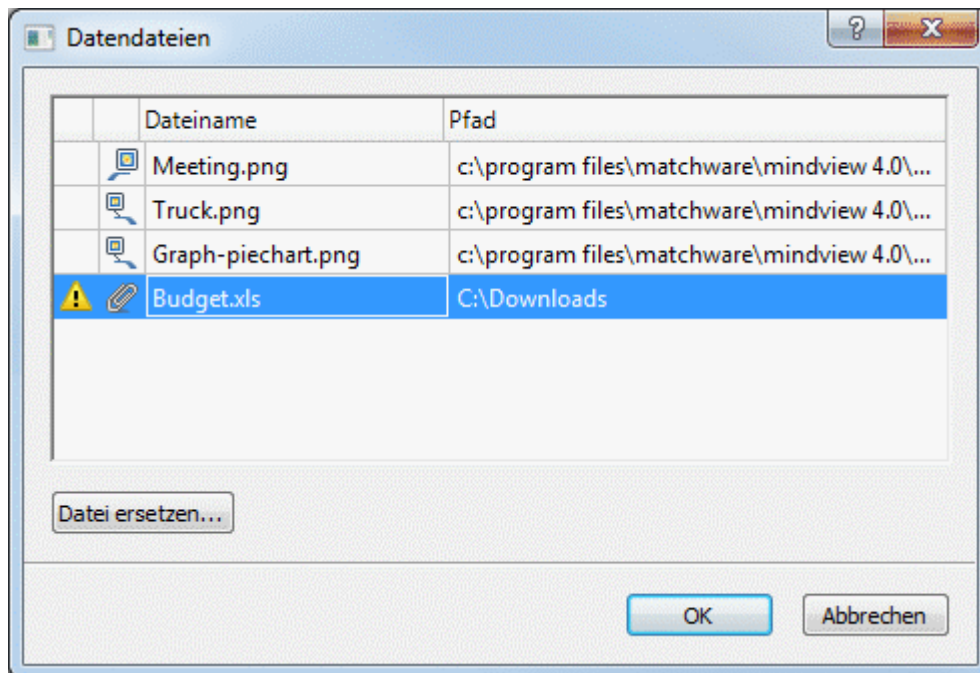 Datendateien
Dateiname Pfad
Meeting.png c:\program files\matchware\mindview 4.0\...
Truck.png c:\program files\matchware\mindview 4.0\...
Graph-piechart.png c:\program files\matchware\mindview 4.0\...
Budget.xls C:\Downloads
Datei ersetzen...
OK Abbrechen